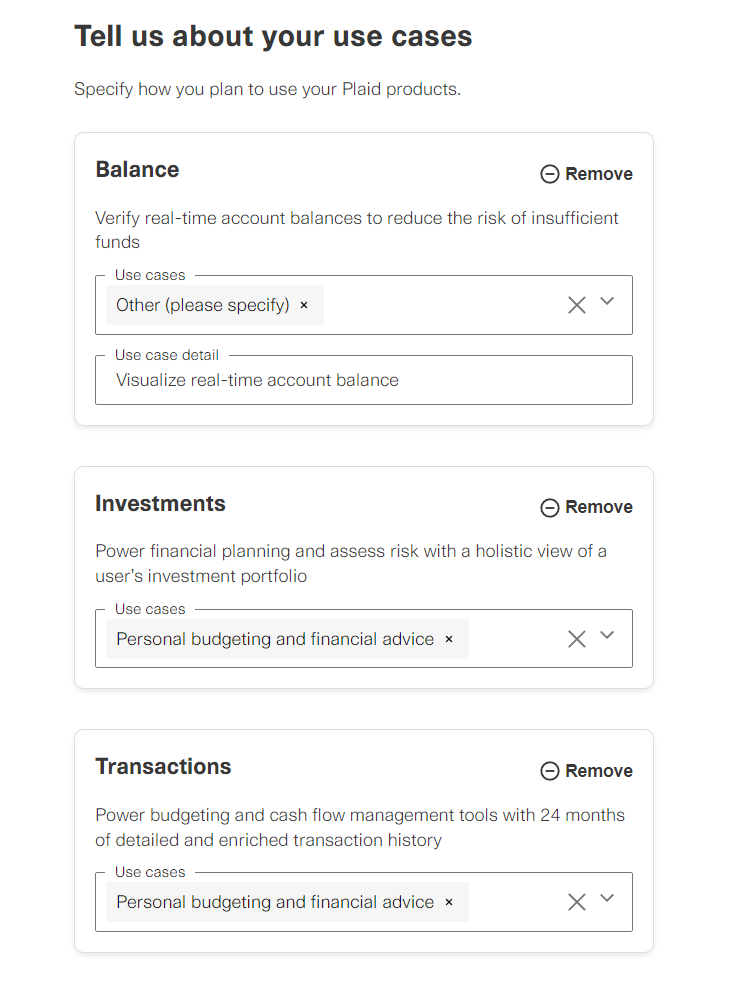 Tell us about your use cases
Specify how you plan to use your Plaid products.
Balance
Remove
Verify real-time account balances to reduce the risk of insufficient
funds
Use cases
Other (please specify) ×
Use case detail
Visualize real-time account balance
Investments
Remove
Power financial planning and assess risk with a holistic view of a
user's investment portfolio
Use cases
Personal budgeting and financial advice ×
Transactions
Remove
Power budgeting and cash flow management tools with 24 months
of detailed and enriched transaction history
Use cases
Personal budgeting and financial advice ×